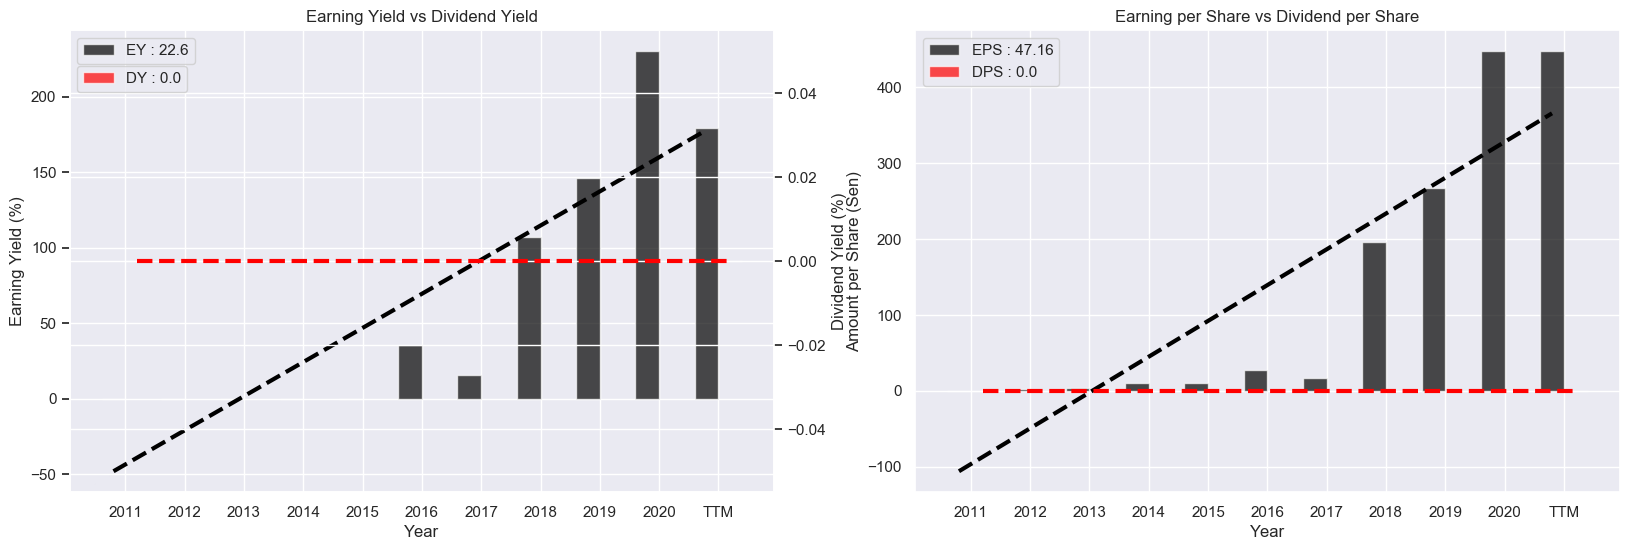 Earning Yield vs Dividend Yield
EY : 22.6
DY : 0.0
Earning Yield (%)
200
150
100
50
0
−50
0.04
0.02
0.00
−0.02
−0.04
Dividend Yield (%)
2011 2012 2013 2014 2015 2016 2017 2018 2019 2020 TTM
Year
Earning per Share vs Dividend per Share
EPS : 47.16
DPS : 0.0
Amount per Share (Sen)
400
300
200
100
0
−100
2011 2012 2013 2014 2015 2016 2017 2018 2019 2020 TTM
Year